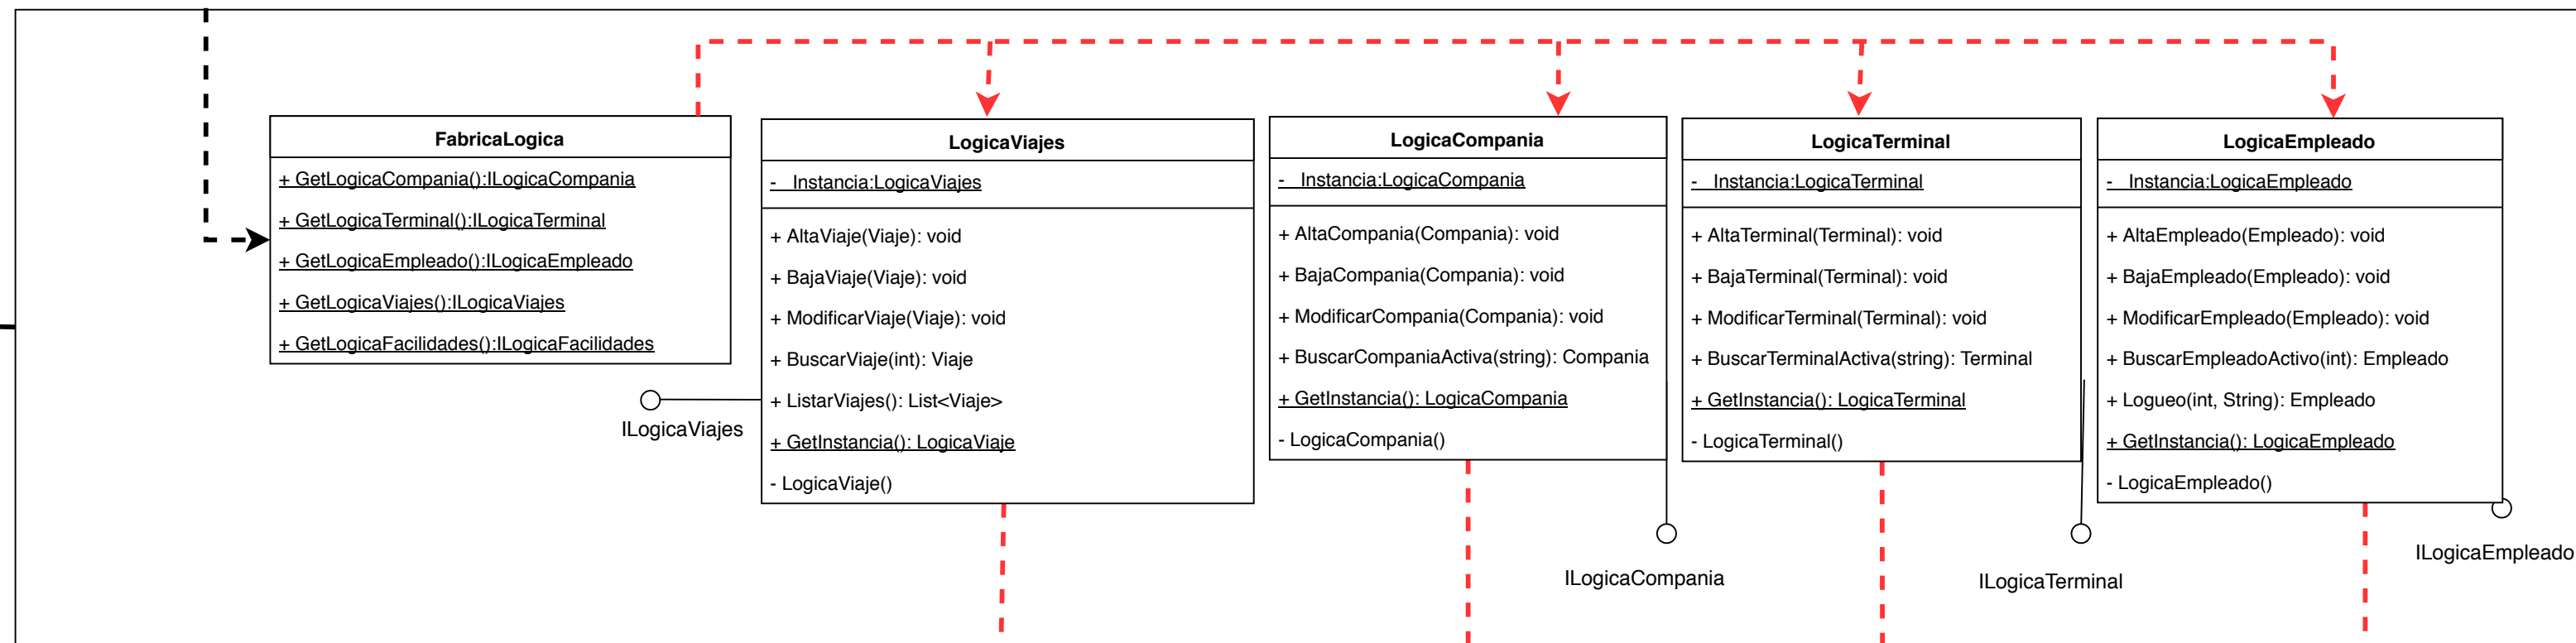 FabricaLogica
+ GetLogicaCompania():ILogicaCompania
+ GetLogicaTerminal():ILogicaTerminal
+ GetLogicaEmpleado():ILogicaEmpleado
+ GetLogicaViajes():ILogicaViajes
+ GetLogicaFacilidades():ILogicaFacilidades
ILogicaViajes
LogicaViajes
- Instancia:LogicaViajes
+ AltaViaje(Viaje): void
+ BajaViaje(Viaje): void
+ ModificarViaje(Viaje): void
+ BuscarViaje(int): Viaje
+ ListarViajes(): List<Viaje>
+ GetInstancia(): LogicaViaje
- LogicaViaje()
LogicaCompania
- Instancia:LogicaCompania
+ AltaCompania(Compania): void
+ BajaCompania(Compania): void
+ ModificarCompania(Compania): void
+ BuscarCompaniaActiva(string): Compania
+ GetInstancia(): LogicaCompania
- LogicaCompania()
ILogicaCompania
LogicaTerminal
- Instancia:LogicaTerminal
+ AltaTerminal(Terminal): void
+ BajaTerminal(Terminal): void
+ ModificarTerminal(Terminal): void
+ BuscarTerminalActiva(string): Terminal
+ GetInstancia(): LogicaTerminal
- LogicaTerminal()
ILogicaTerminal
LogicaEmpleado
- Instancia:LogicaEmpleado
+ AltaEmpleado(Empleado): void
+ BajaEmpleado(Empleado): void
+ ModificarEmpleado(Empleado): void
+ BuscarEmpleadoActivo(int): Empleado
+ Logueo(int, String): Empleado
+ GetInstancia(): LogicaEmpleado
- LogicaEmpleado()
ILogicaEmpleado